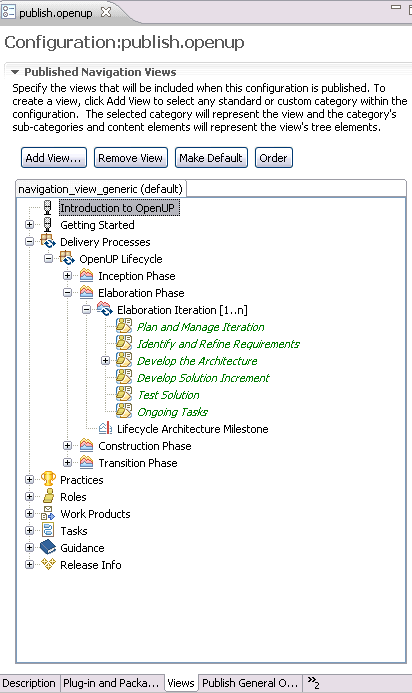 publish.openup
Configuration:publish.openup
Published Navigation Views
Specify the views that will be included when this configuration is published. To
create a view, click Add View to select any standard or custom category within the
configuration.  The selected category will represent the view and the category's
sub-categories and content elements will represent the view's tree elements.
Add View... Remove View Make Default Order
navigation_view_generic (default)
Introduction to OpenUP
Getting Started
Delivery Processes
OpenUP Lifecycle
Inception Phase
Elaboration Phase
Elaboration Iteration [1..n]
Plan and Manage Iteration
Identify and Refine Requirements
Develop the Architecture
Develop Solution Increment
Test Solution
Ongoing Tasks
Lifecycle Architecture Milestone
Construction Phase
Transition Phase
Practices
Roles
Work Products
Tasks
Guidance
Release Info
Description Plug-in and Packa... Views Publish General O... »2